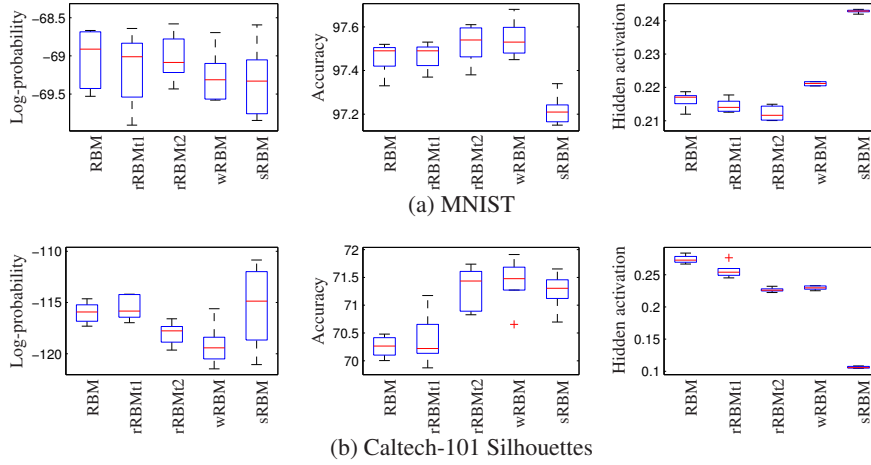 Log-probability
−68.5
−69
−69.5
RBM
rRBMt1
rRBMt2
wRBM
sRBM
Accuracy
97.6
97.4
97.2
RBM
rRBMt1
rRBMt2
wRBM
sRBM
Hidden activation
0.24
0.23
0.22
0.21
RBM
rRBMt1
rRBMt2
wRBM
sRBM
(a) MNIST
Log-probability
−110
−115
−120
RBM
rRBMt1
rRBMt2
wRBM
sRBM
Accuracy
72
71.5
71
70.5
70
RBM
rRBMt1
rRBMt2
wRBM
sRBM
Hidden activation
0.25
0.2
0.15
0.1
RBM
rRBMt1
rRBMt2
wRBM
sRBM
(b) Caltech-101 Silhouettes